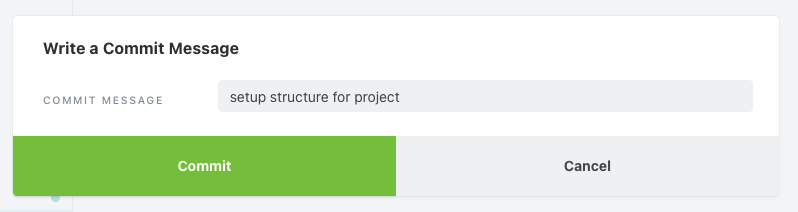 Write a Commit Message
COMMIT MESSAGE
setup structure for project
Commit
Cancel